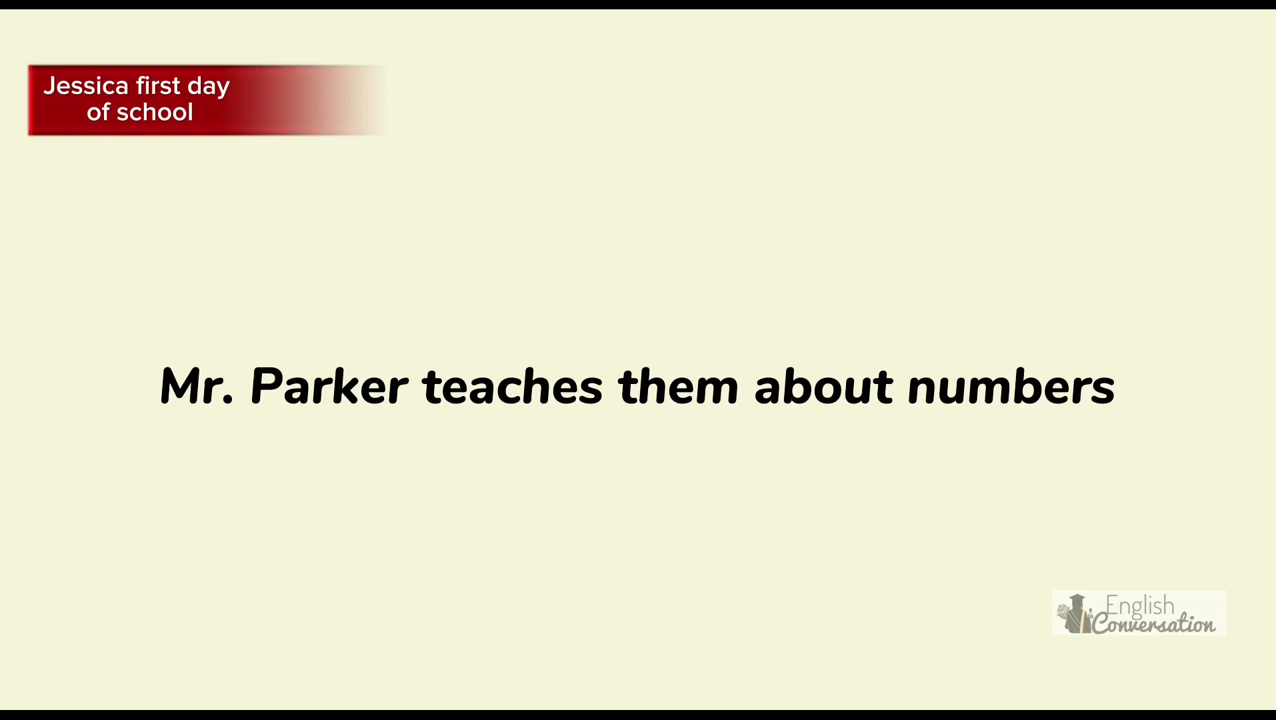 Jessica first day
of school
Mr. Parker teaches them about numbers
English
Conversation